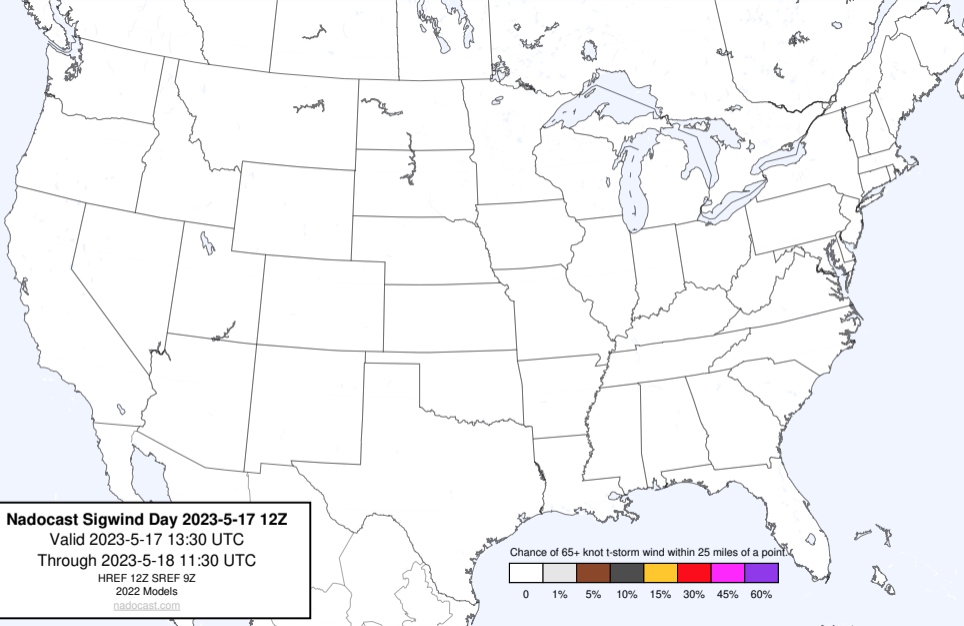 Nadocast Sigwind Day 2023-5-17 12Z
Valid 2023-5-17 13:30 UTC
Through 2023-5-18 11:30 UTC
HREF 12Z SREF 9Z
2022 Models
nadocast.com
Chance of 65+ knot t-storm wind within 25 miles of a point.
0 1% 5% 10% 15% 30% 45% 60%